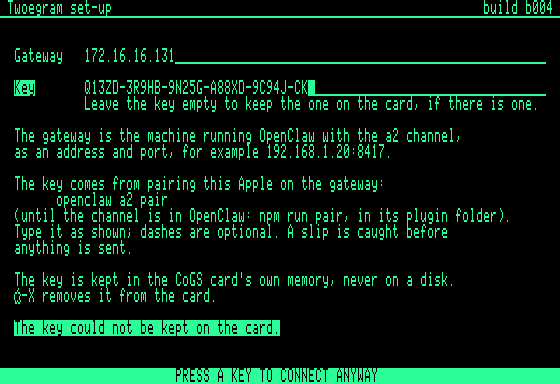 Twoegram set-up build b004
Gateway 172.16.16.131
Key Q13ZD-3R9HB-9N25G-A88XD-9C94J-CK
Leave the key empty to keep the one on the card, if there is one.
The gateway is the machine running OpenClaw with the a2 channel,
as an address and port, for example 192.168.1.20:8417.
The key comes from pairing this Apple on the gateway:
openclaw a2 pair
(until the channel is in OpenClaw: npm run pair, in its plugin folder).
Type it as shown; dashes are optional. A slip is caught before
anything is sent.
The key is kept in the CoGS card's own memory, never on a disk.
-X removes it from the card.
The key could not be kept on the card.
PRESS A KEY TO CONNECT ANYWAY